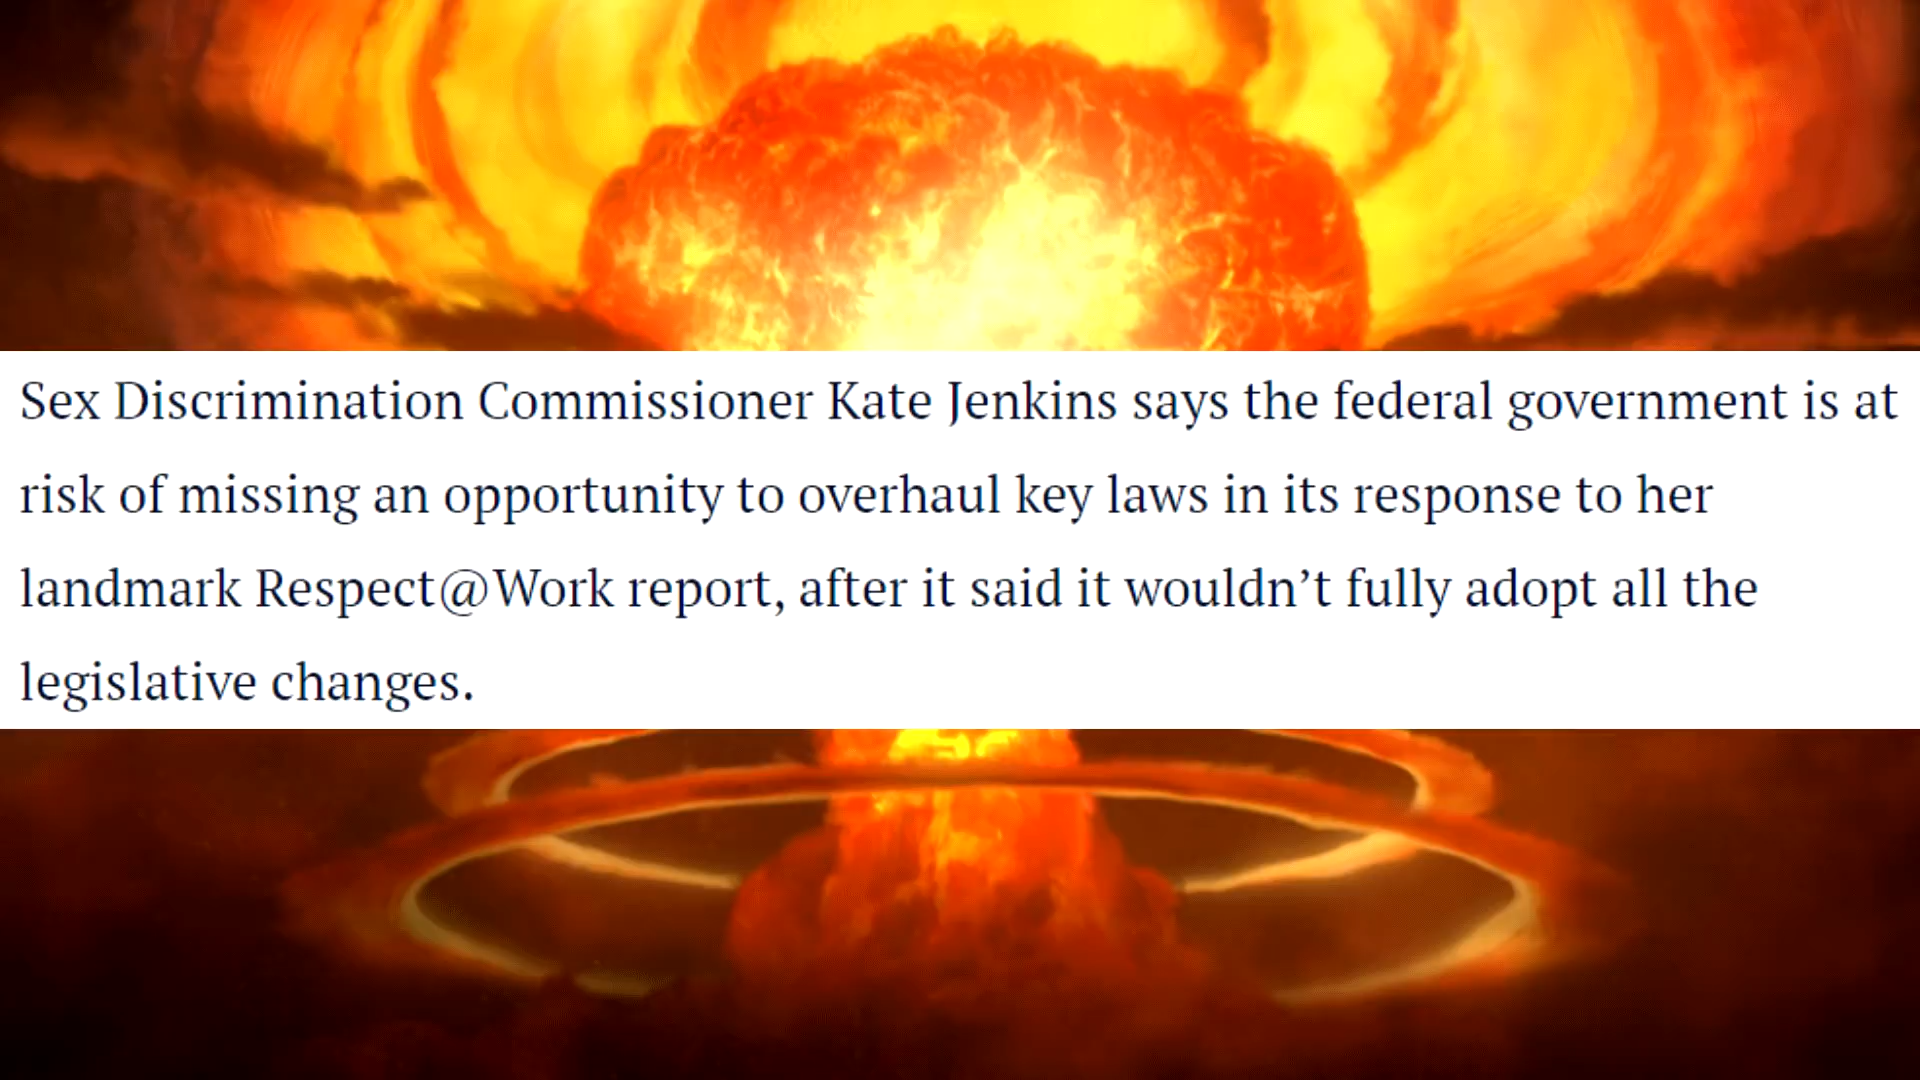 Sex Discrimination Commissioner Kate Jenkins says the federal government is at
risk of missing an opportunity to overhaul key laws in its response to her
landmark Respect@Work report, after it said it wouldn’t fully adopt all the
legislative changes.